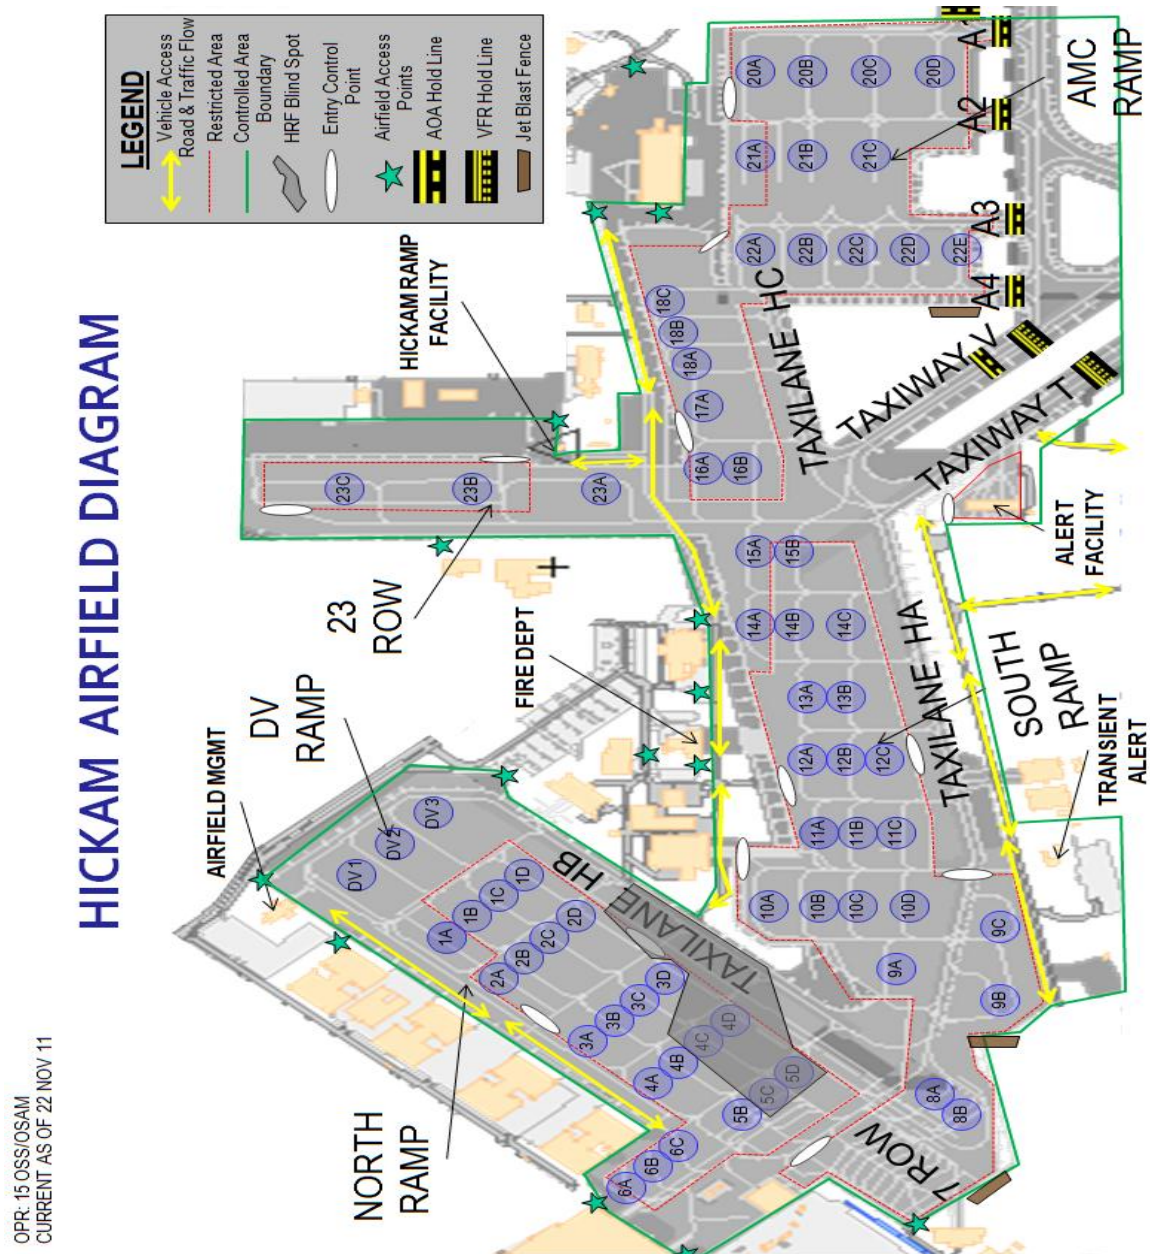 OPR: 15 OSS/OSAM
CURRENT AS OF 22 NOV 11
HICKAM AIRFIELD DIAGRAM
LEGEND
Vehicle Access
Road & Traffic Flow
Restricted Area
Controlled Area
Boundary
HRF Blind Spot
Entry Control
Point
Airfield Access
Points
AOA Hold Line
VFR Hold Line
Jet Blast Fence
AIRFIELD MGMT
DV
RAMP
23
ROW
HICKAM RAMP
FACILITY
FIRE DEPT
NORTH
RAMP
DV1
DV2
DV3
1A
1B
1C
1D
2A
2B
2C
2D
3A
3B
3C
3D
4A
4B
4C
4D
5B
5C
5D
6A
6B
6C
TAXILANE HB
7 ROW
8A
8B
9A
9B
9C
10A
10B
10C
10D
11A
11B
11C
12A
12B
12C
13A
13B
14A
14B
14C
15A
15B
16A
16B
17A
18A
18B
18C
20A
20B
20C
20D
21A
21B
21C
22A
22B
22C
22D
22E
23A
23B
23C
TAXILANE HC
TAXILANE HA
TAXIWAY V
TAXIWAY T
SOUTH
RAMP
ALERT
FACILITY
TRANSIENT
ALERT
A4
A3
A2
AMC
RAMP